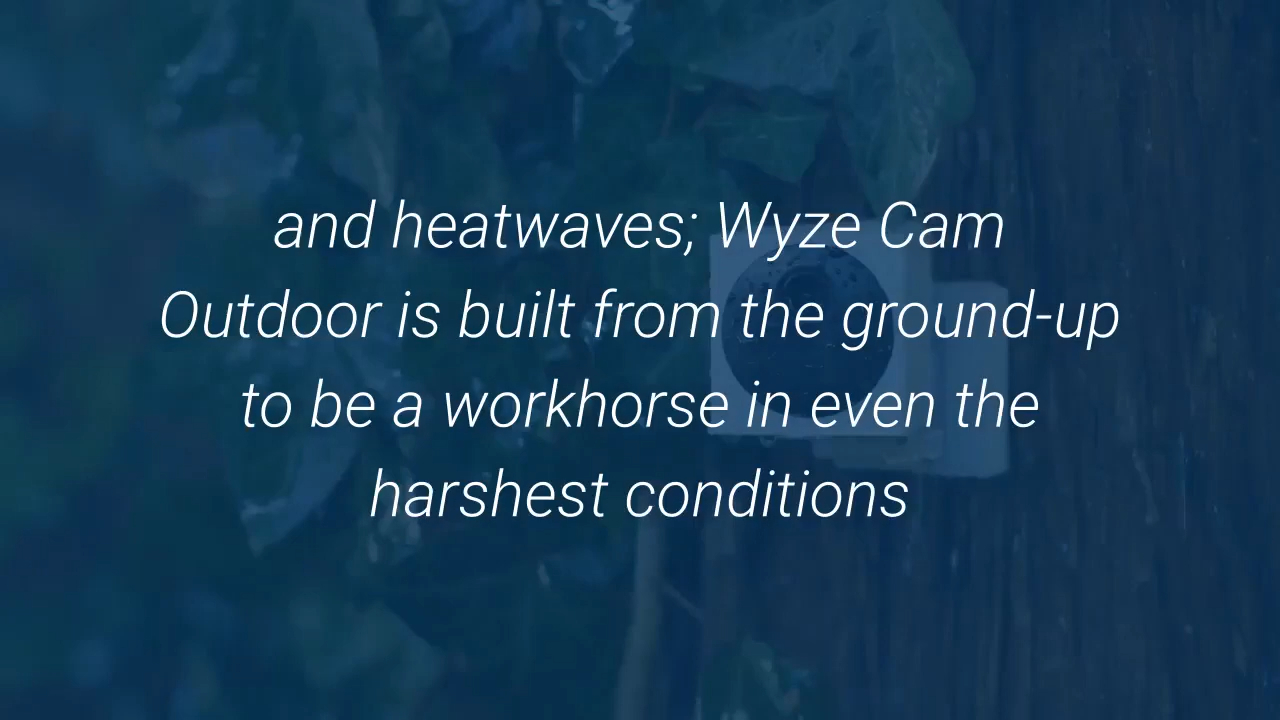 and heatwaves; Wyze Cam
Outdoor is built from the ground-up
to be a workhorse in even the
harshest conditions